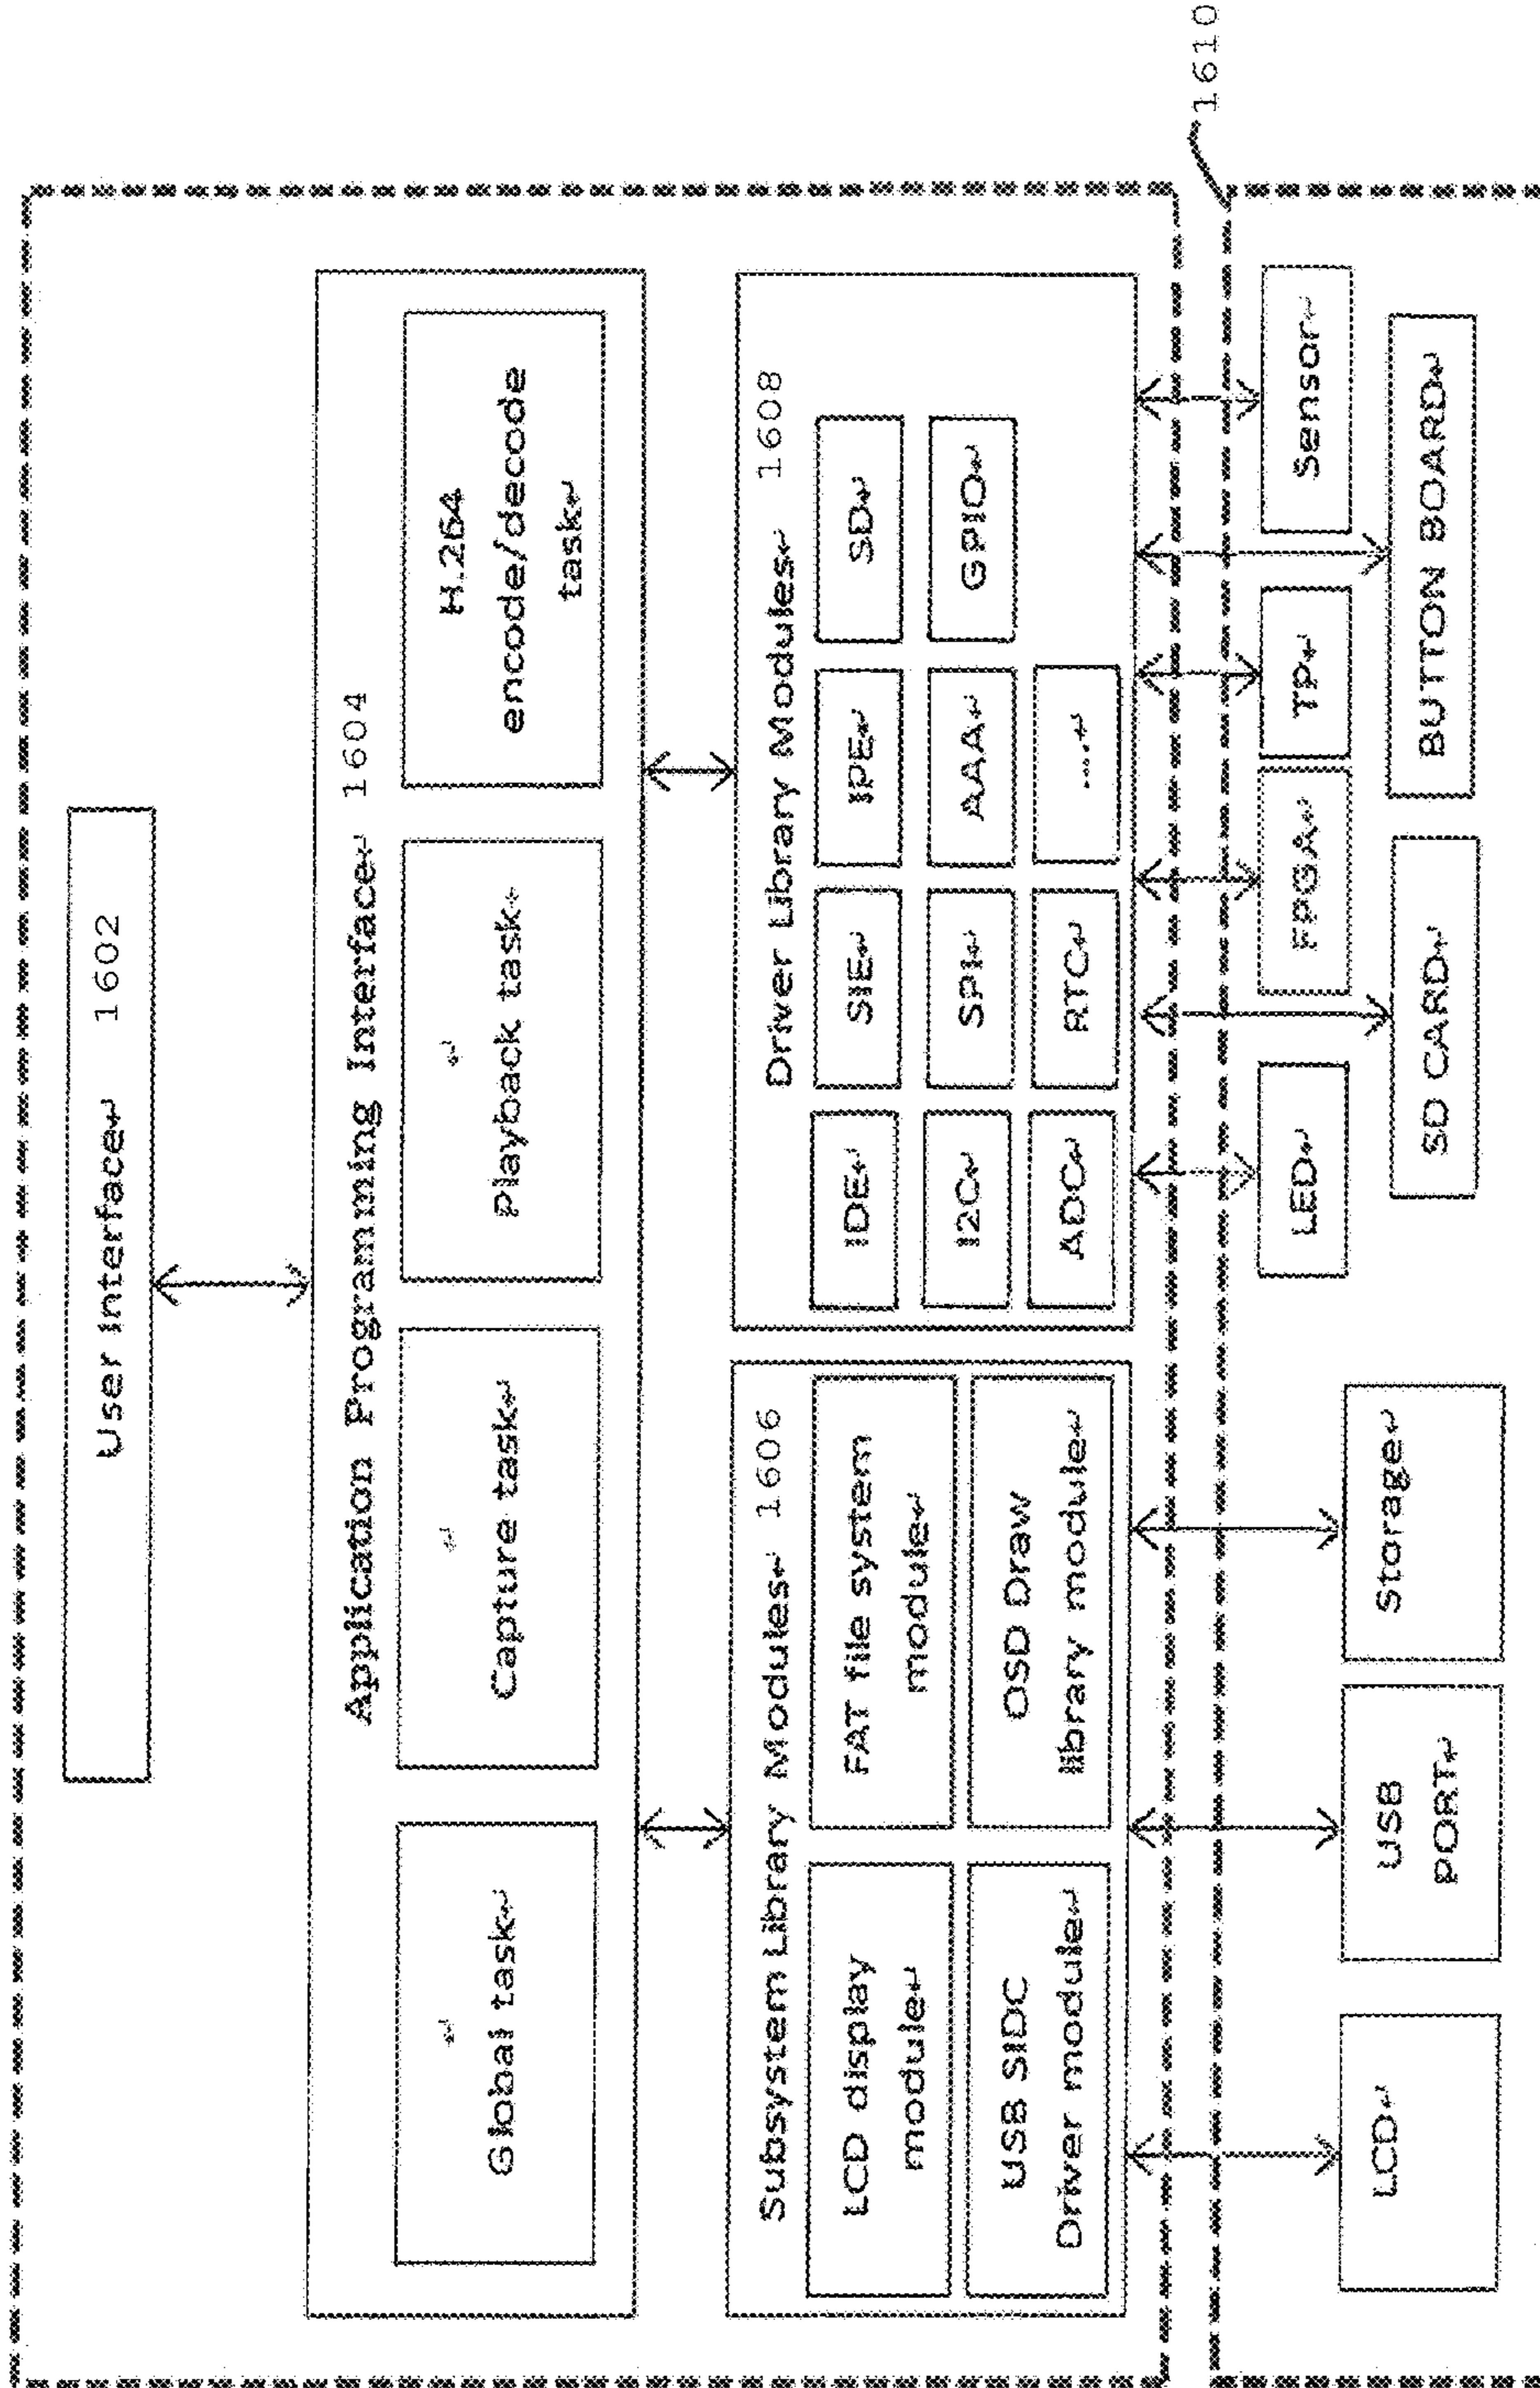 User Interface↵ 1602
Application Programming Interface↵ 1604
↵
Global task↵
↵
Capture task↵
↵
Playback task↵
H.264
encode/decode
task↵
Subsystem Library Modules↵ 1606
LCD display
module↵
FAT file system
module↵
USB SIDC
Driver module↵
OSD Draw
library module↵
Driver Library Modules↵ 1608
IDE↵
SIE↵
IPE↵
SD↵
I2C↵
SPI↵
AAA↵
GPIO↵
ADC↵
RTC↵
....↵
1610
LCD↵
USB
PORT↵
Storage↵
LED↵
FPGA↵
TP↵
Sensor↵
SD CARD↵
BUTTON BOARD↵